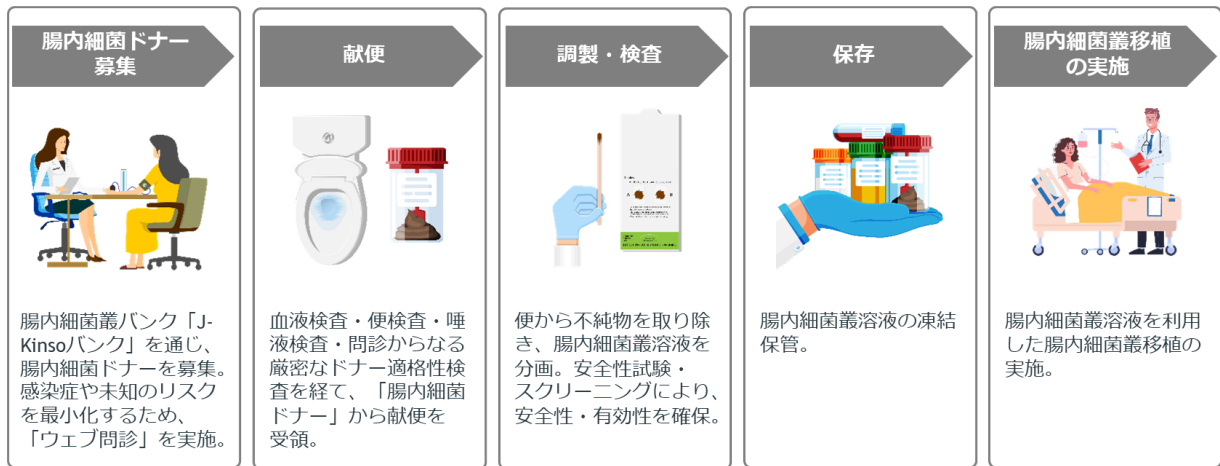 腸内細菌ドナー
募集
腸内細菌叢バンク「J-
Kinsoバンク」を通じ、
腸内細菌ドナーを募集。
感染症や未知のリスク
を最小化するため、
「ウェブ問診」を実施。
献便
血液検査・便検査・唾
液検査・問診からなる
厳密なドナー適格性検
査を経て、「腸内細菌
ドナー」から献便を
受領。
調製・検査
便から不純物を取り除
き、腸内細菌叢溶液を
分画。安全性試験・
スクリーニングにより、
安全性・有効性を確保。
保存
腸内細菌叢溶液の凍結
保管。
腸内細菌叢移植
の実施
腸内細菌叢溶液を利用
した腸内細菌叢移植の
実施。